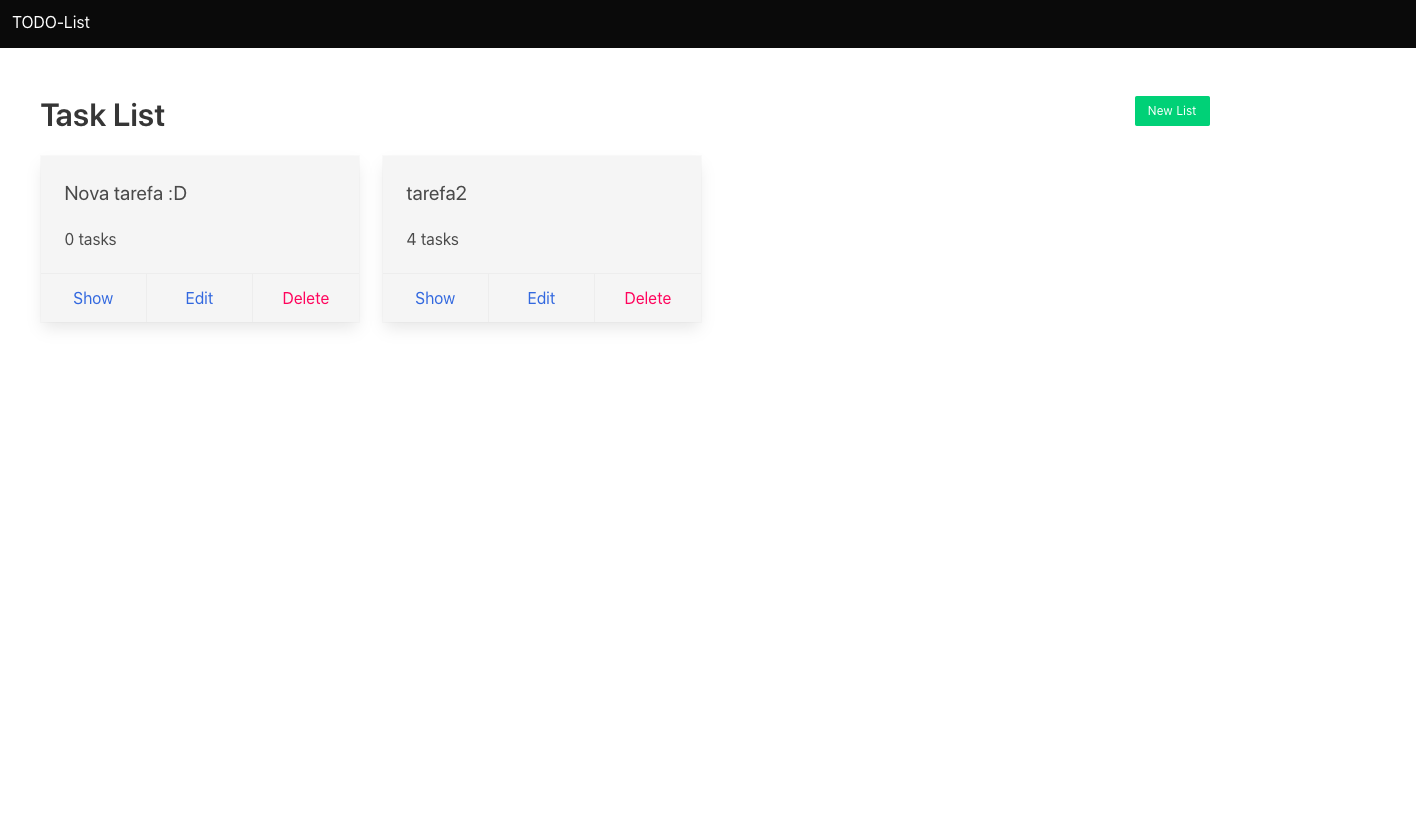 TODO-List
Task List
New List
Nova tarefa :D
0 tasks
Show Edit Delete
tarefa2
4 tasks
Show Edit Delete